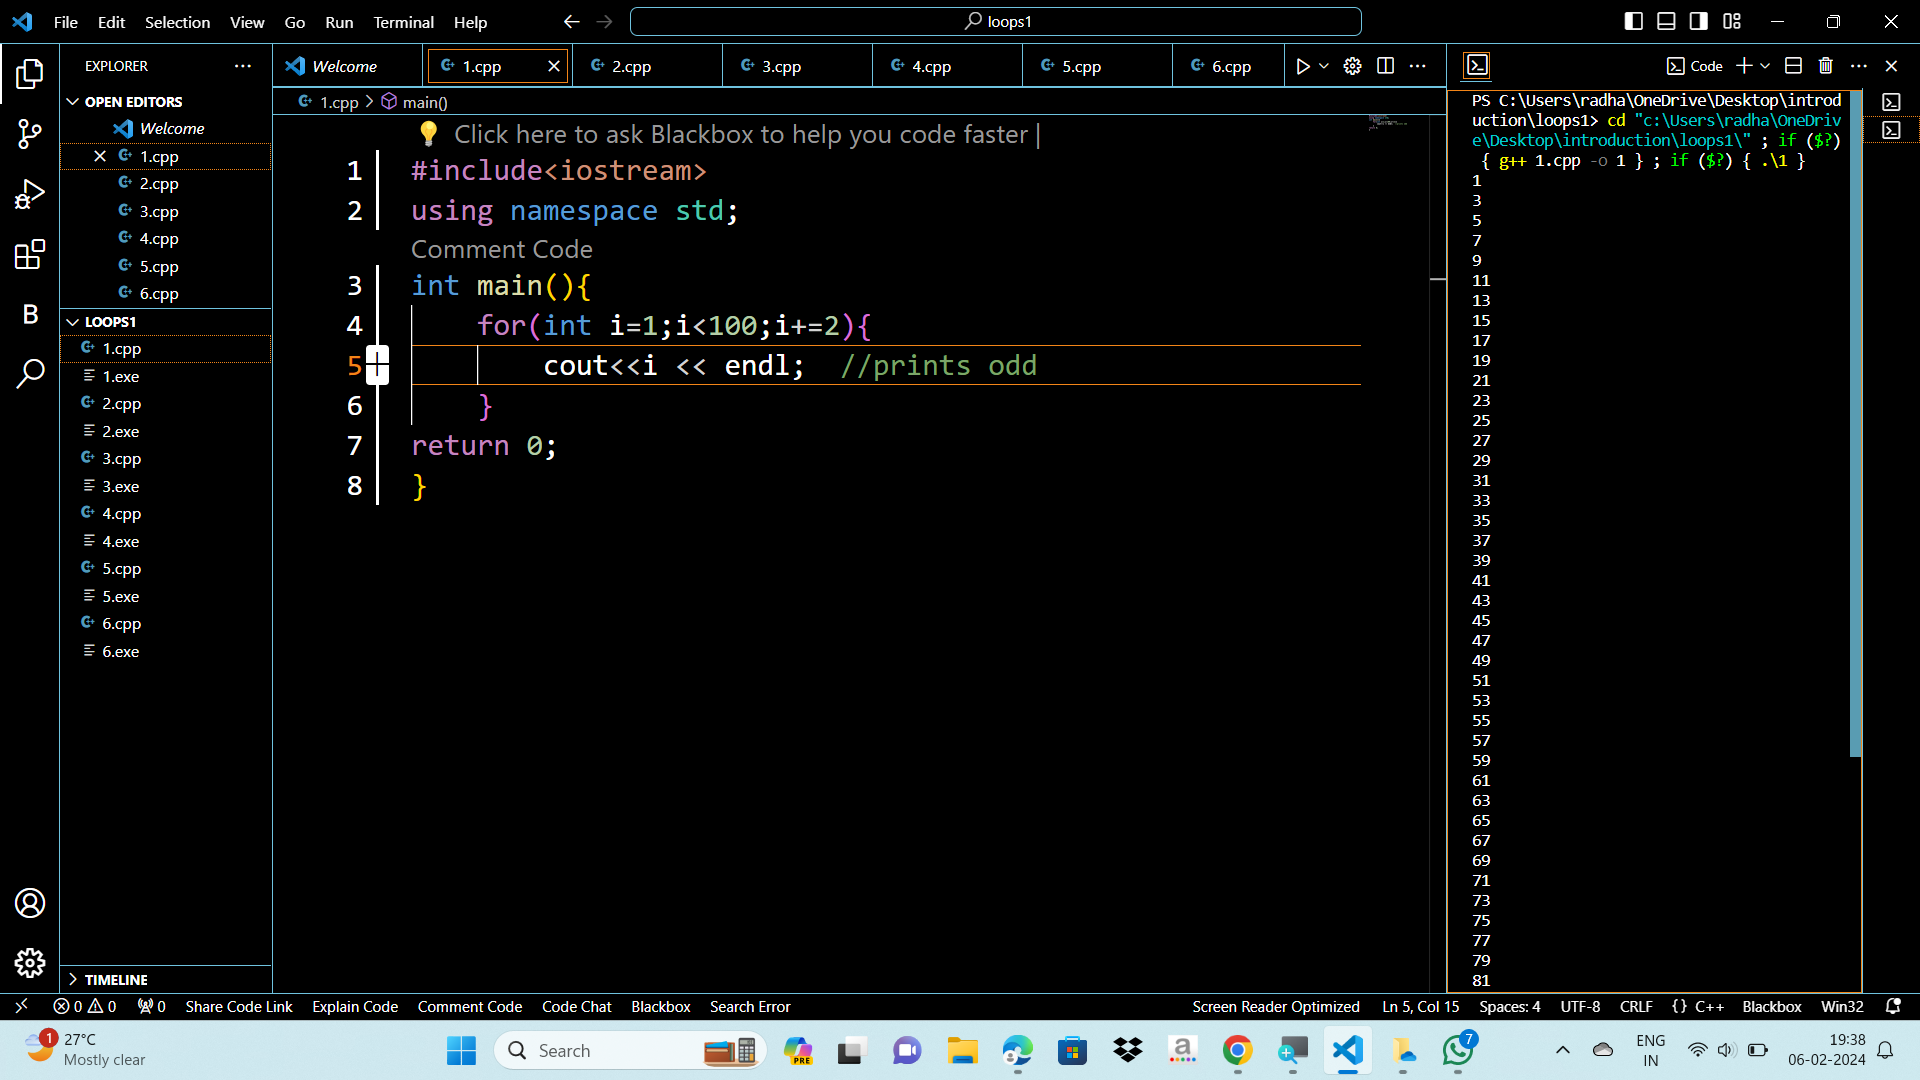 File Edit Selection View Go Run Terminal Help
loops1
EXPLORER
OPEN EDITORS
Welcome
1.cpp
2.cpp
3.cpp
4.cpp
5.cpp
6.cpp
LOOPS1
1.cpp
1.exe
2.cpp
2.exe
3.cpp
3.exe
4.cpp
4.exe
5.cpp
5.exe
6.cpp
6.exe
TIMELINE
Welcome 1.cpp 2.cpp 3.cpp 4.cpp 5.cpp 6.cpp
1.cpp > main()
Click here to ask Blackbox to help you code faster |
1 #include<iostream>
2 using namespace std;
Comment Code
3 int main(){
4 for(int i=1;i<100;i+=2){
5 cout<<i << endl; //prints odd
6 }
7 return 0;
8 }
Code
PS C:\Users\radha\OneDrive\Desktop\introd
uction\loops1> cd "c:\Users\radha\OneDriv
e\Desktop\introduction\loops1\" ; if ($?)
{ g++ 1.cpp -o 1 } ; if ($?) { .\1 }
1
3
5
7
9
11
13
15
17
19
21
23
25
27
29
31
33
35
37
39
41
43
45
47
49
51
53
55
57
59
61
63
65
67
69
71
73
75
77
79
81
0 0 0 Share Code Link Explain Code Comment Code Code Chat Blackbox Search Error Screen Reader Optimized Ln 5, Col 15 Spaces: 4 UTF-8 CRLF {} C++ Blackbox Win32
1
27°C
Mostly clear
Search
PRE
a
7
ENG
IN
19:38
06-02-2024